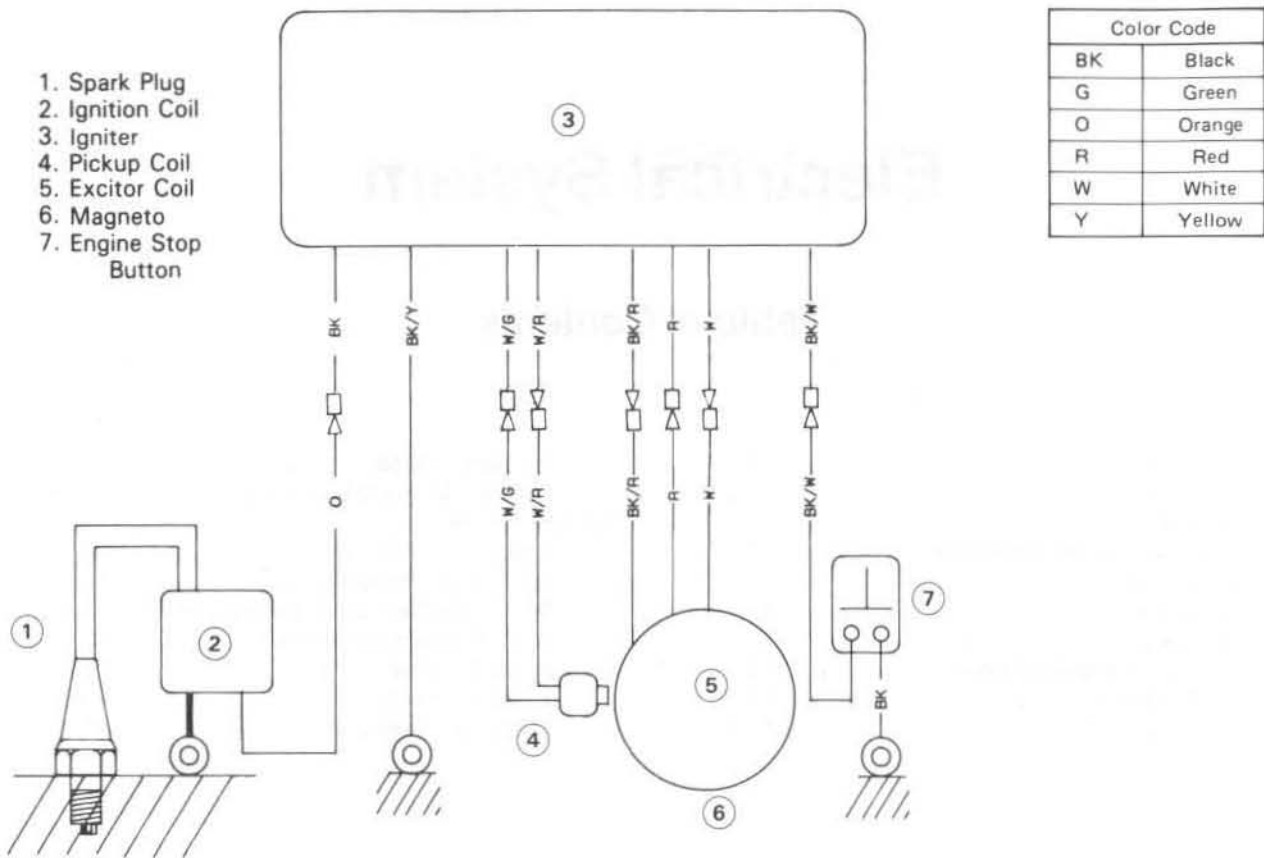 1. Spark Plug
2. Ignition Coil
3. Igniter
4. Pickup Coil
5. Excitor Coil
6. Magneto
7. Engine Stop
Button
Color Code
BK Black
G Green
O Orange
R Red
W White
Y Yellow
3
BK
BK/Y
W/G
W/R
BK/R
R
W
BK/W
O
W/G
W/R
BK/R
R
W
BK/W
1
2
4
5
6
7
BK
Electrical System